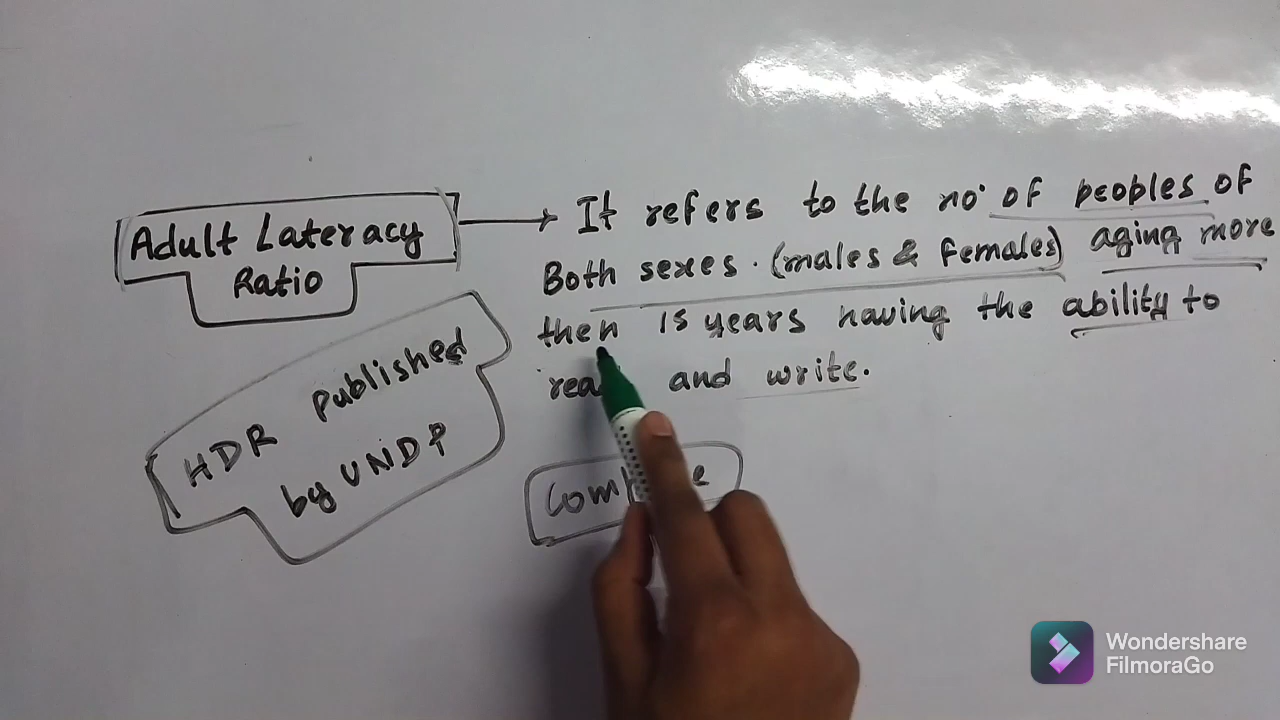 Adult Lateracy
Ratio
It refers to the no. of peoples of
Both sexes. (males & females) aging more
then 15 years having the ability to
and write.
HDR published
by UNDP
Wondershare
FilmoraGo